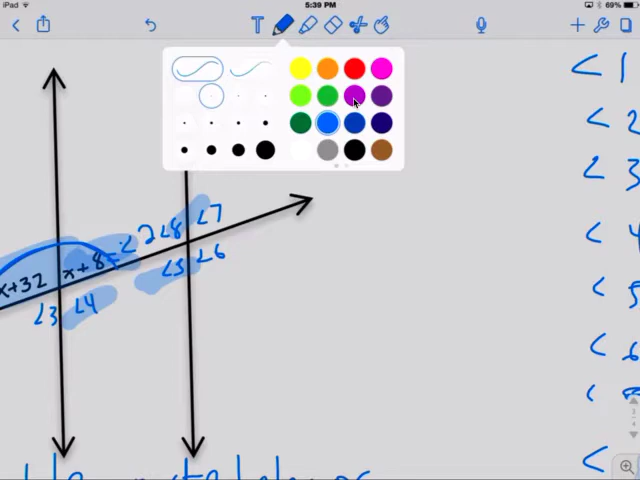 iPad
5:39 PM
69%
T
< 1
< 2
< 3
< 4
< 5
< 6
<
<
x+32
x+8 = < 2
<8 <7
<5 <6
<3 <4